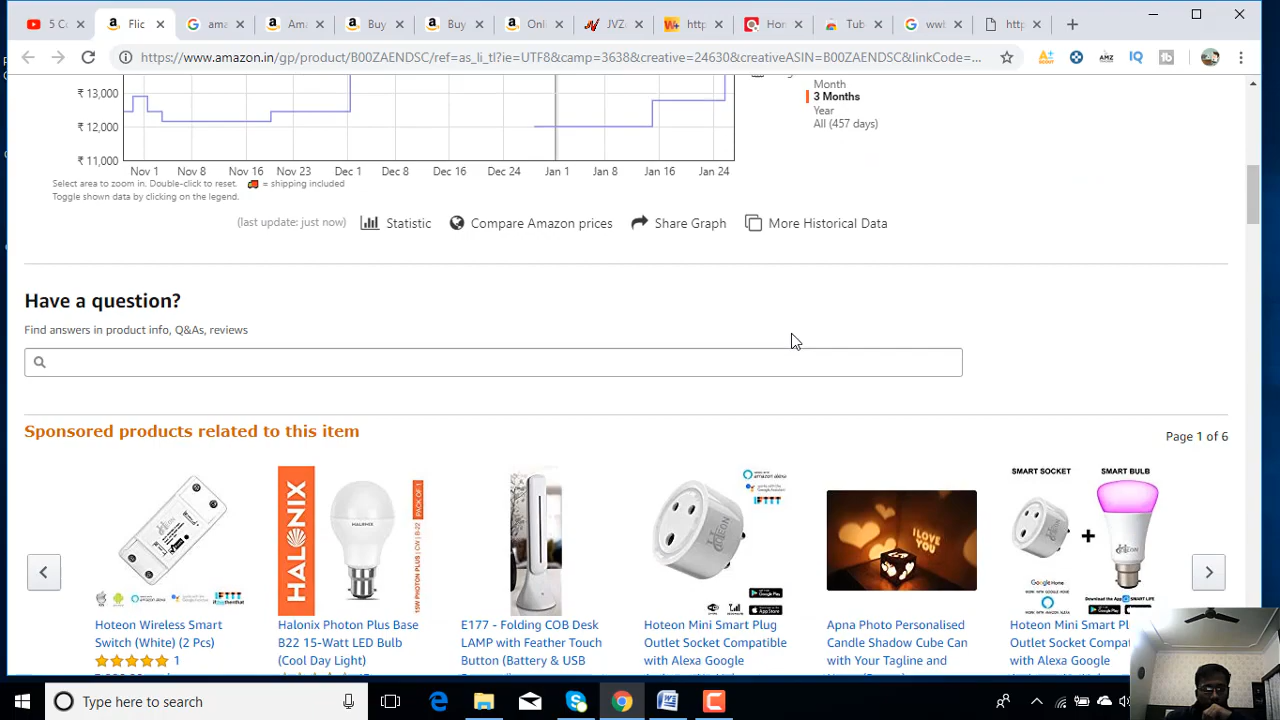 5 Co
Flic
ama
Ama
Buy
Buy
Onl
JVZ
http
Hor
Tub
wwl
http
https://www.amazon.in/gp/product/B00ZAENDSC/ref=as_li_tl?ie=UTF8&camp=3638&creative=24630&creativeASIN=B00ZAENDSC&linkCode=...
₹ 13,000
₹ 12,000
₹ 11,000
Nov 1 Nov 8 Nov 16 Nov 23 Dec 1 Dec 8 Dec 16 Dec 24 Jan 1 Jan 8 Jan 16 Jan 24
Month
3 Months
Year
All (457 days)
Select area to zoom in. Double-click to reset. = shipping included
Toggle shown data by clicking on the legend.
(last update: just now) Statistic Compare Amazon prices Share Graph More Historical Data
Have a question?
Find answers in product info, Q&As, reviews
Sponsored products related to this item
Page 1 of 6
HALONIX
HALONIX
I LOVE YOU
SMART SOCKET SMART BULB
Hoteon Wireless Smart
Switch (White) (2 Pcs)
1
Halonix Photon Plus Base
B22 15-Watt LED Bulb
(Cool Day Light)
E177 - Folding COB Desk
LAMP with Feather Touch
Button (Battery & USB
Hoteon Mini Smart Plug
Outlet Socket Compatible
with Alexa Google
Apna Photo Personalised
Candle Shadow Cube Can
with Your Tagline and
Hoteon Mini Smart Pl
Outlet Socket Compati
with Alexa Google
Type here to search